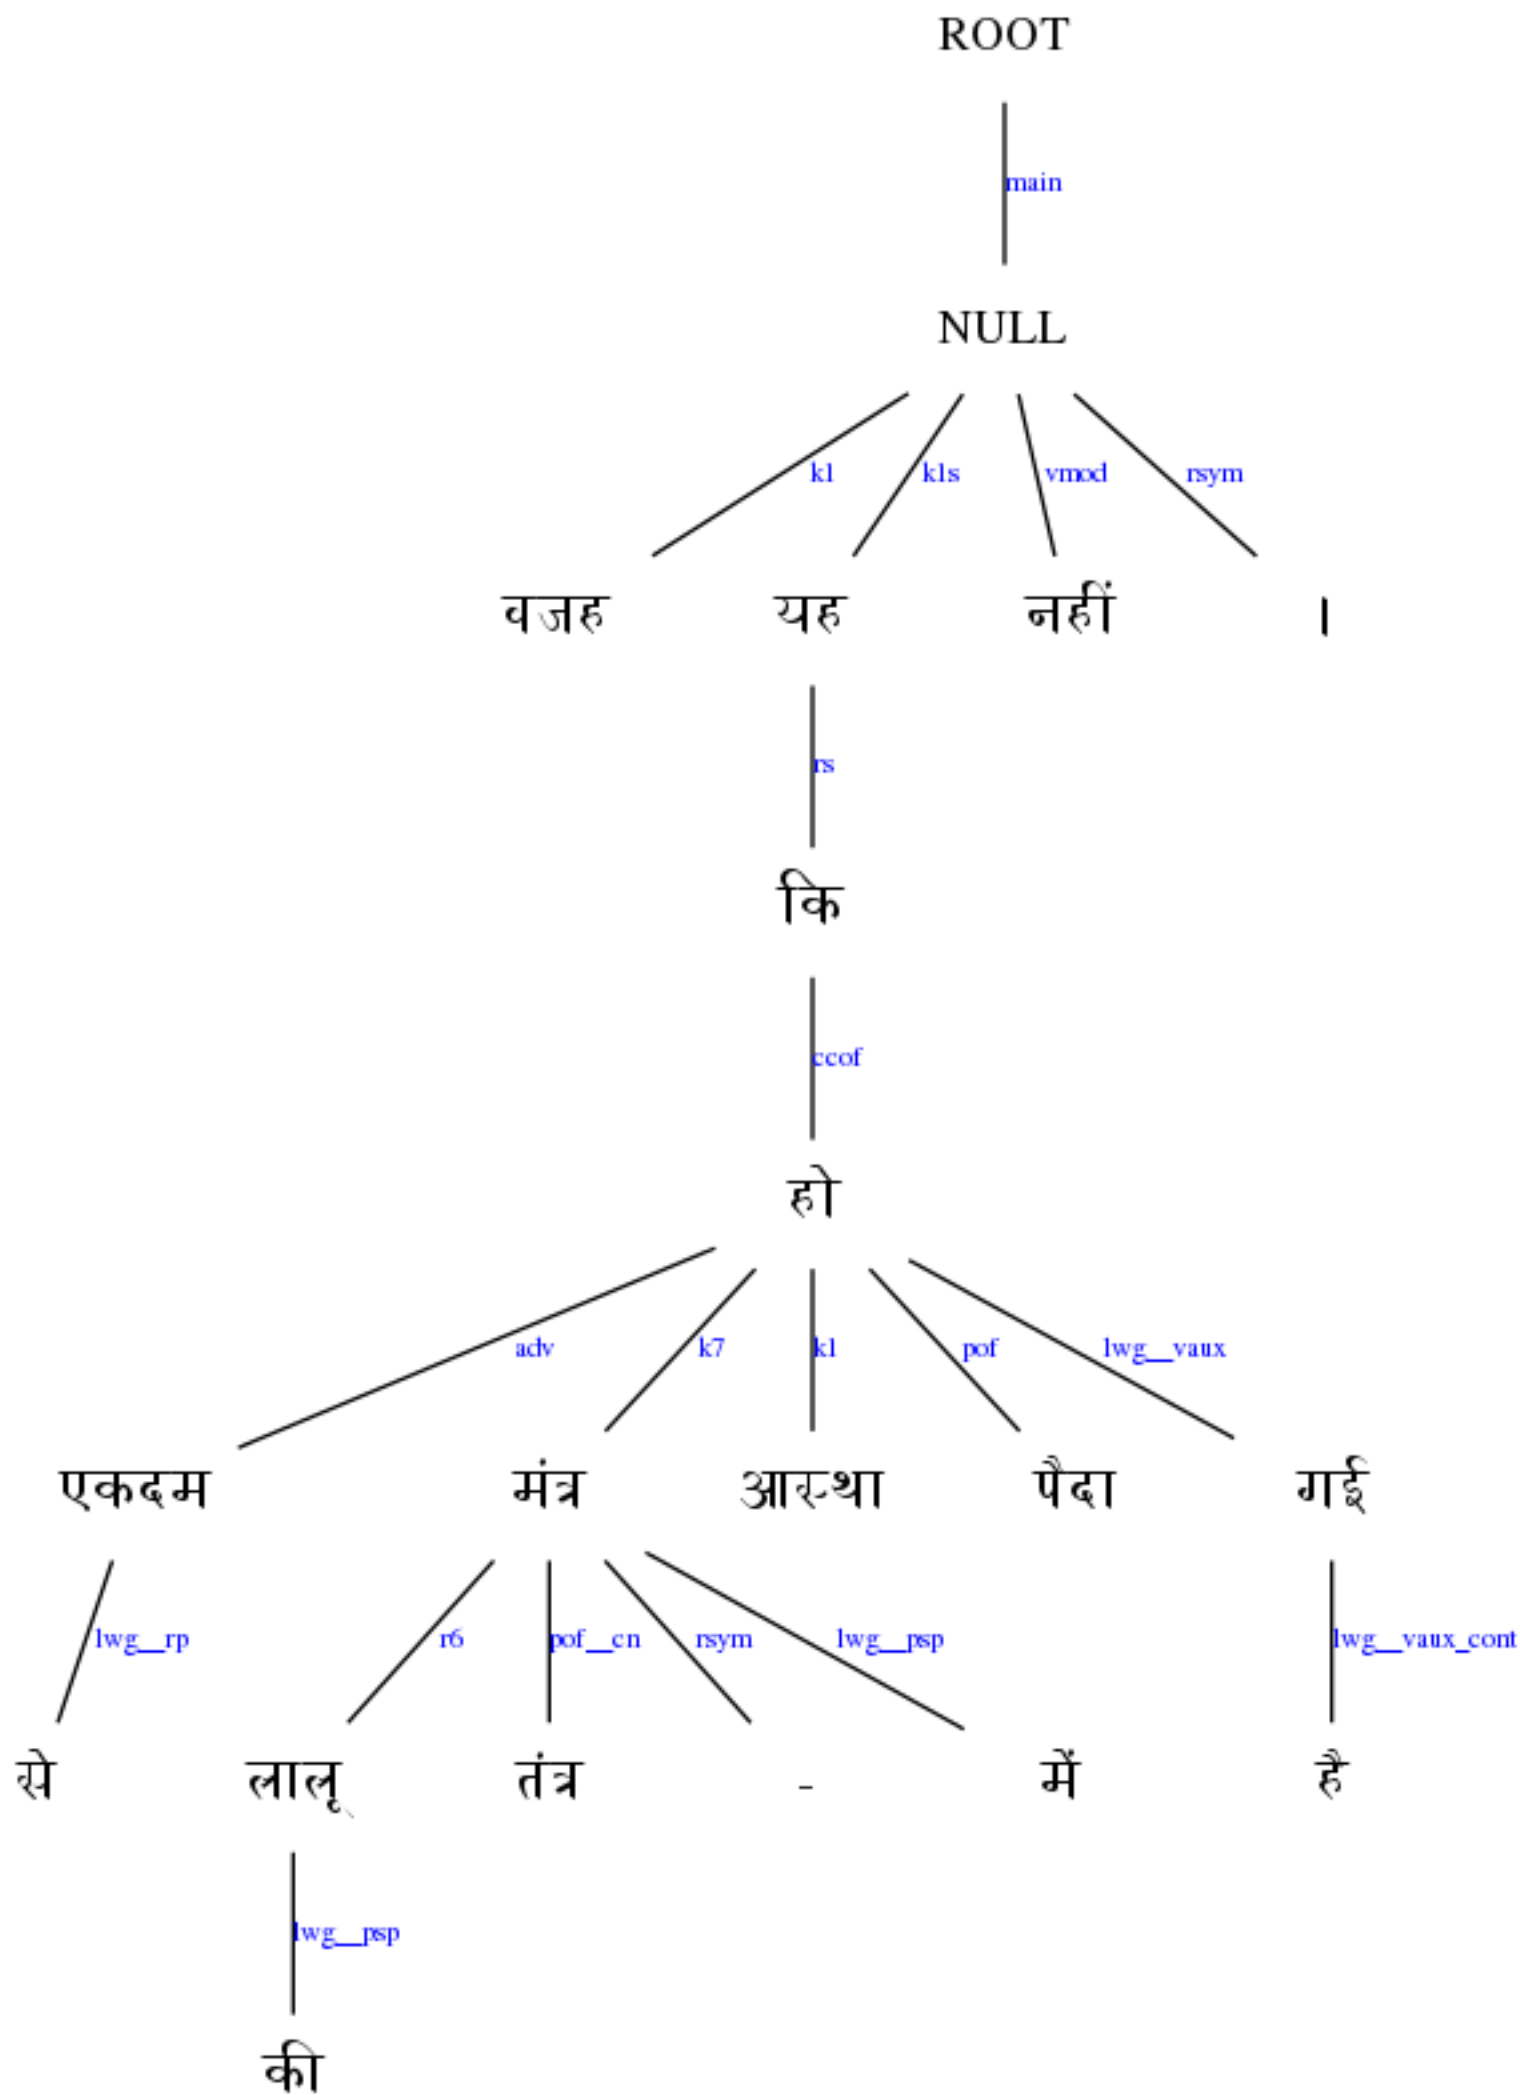 ROOT
main
NULL
k1 k1s vmod rsym
वजह यह नहीं ।
rs
कि
ccof
हो
adv k7 k1 pof lwg__vaux
एकदम मंत्र आस्था पैदा गई
lwg__rp r6 pof__cn rsym lwg__psp lwg__vaux_cont
से लालू तंत्र - में है
lwg__psp
की